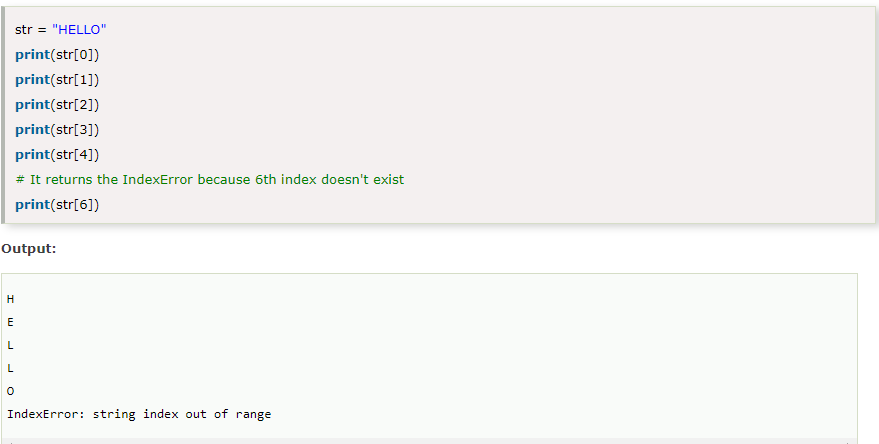 str = "HELLO"
print(str[0])
print(str[1])
print(str[2])
print(str[3])
print(str[4])
# It returns the IndexError because 6th index doesn't exist
print(str[6])
Output:
H
E
L
L
O
IndexError: string index out of range